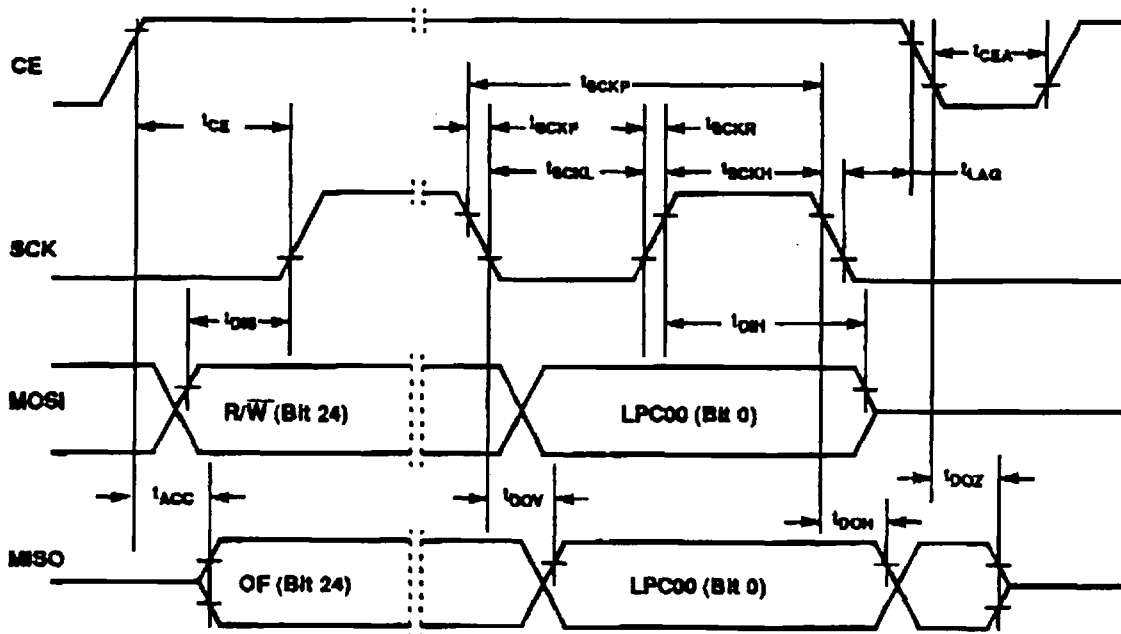 CE
tCEA
tSCKP
tCE
tSCKF
tSCKR
tSCKL
tSCKH
tLAG
SCK
tDIS
tDIH
MOSI
R/W̅ (Bit 24)
LPC00 (Bit 0)
tACC
tDOV
tDOH
tDOZ
MISO
OF (Bit 24)
LPC00 (Bit 0)